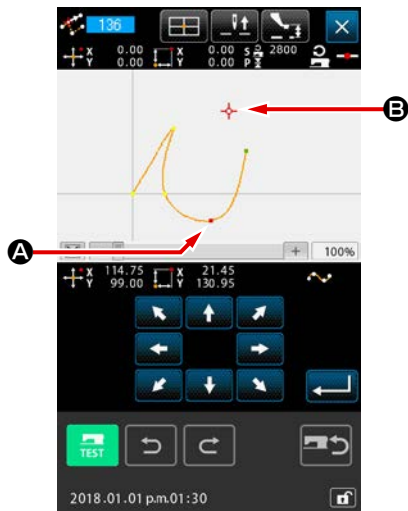 136
X 0.00 X 0.00 S 2800
Y 0.00 Y 0.00 P
B
A
+ 100%
X 114.75 X 21.45
Y 99.00 Y 130.95
TEST
2018.01.01 p.m.01:30